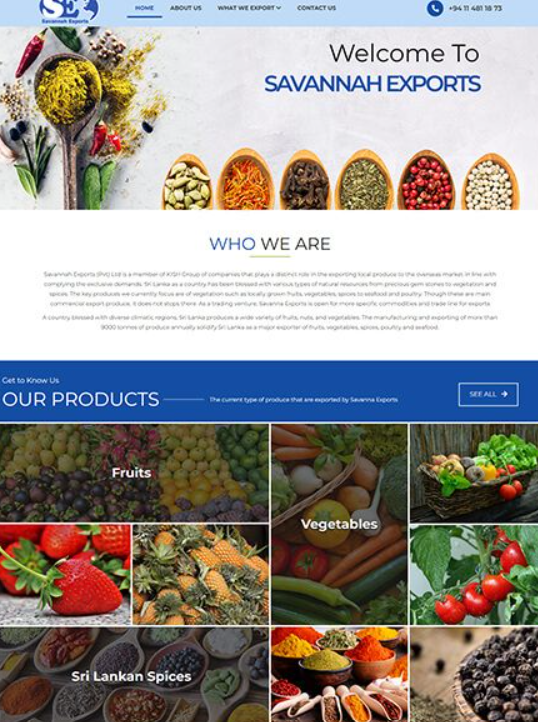 SE
Savannah Exports
HOME ABOUT US WHAT WE EXPORT CONTACT US +94 11 481 18 73
Welcome To
SAVANNAH EXPORTS
WHO WE ARE
Savannah Exports (Pvt) Ltd is a member of KGH Group of companies that plays a distinct role in the exporting local produce to the overseas market in line with
complying the exclusive demands. Sri Lanka as a country has been blessed with various types of natural resources from precious gem stones to vegetation and
spices. The key products we currently focus are of vegetation such as locally grown fruits, vegetables, spices to seafood and poultry. Though these are main
commercial export produce, it does not stops there. As a trading venture, Savanna Exports is open for more specific commodities and trade line for exports.
A country blessed with diverse climatic regions, Sri Lanka produces a wide variety of fruits, nuts, and vegetables. The manufacturing and exporting of more than
9000 tonnes of produce annually solidify Sri Lanka as a major exporter of fruits, vegetables, spices, poultry and seafood.
Get to Know Us
OUR PRODUCTS The current type of produce that are exported by Savanna Exports SEE ALL
Fruits
Vegetables
Sri Lankan Spices